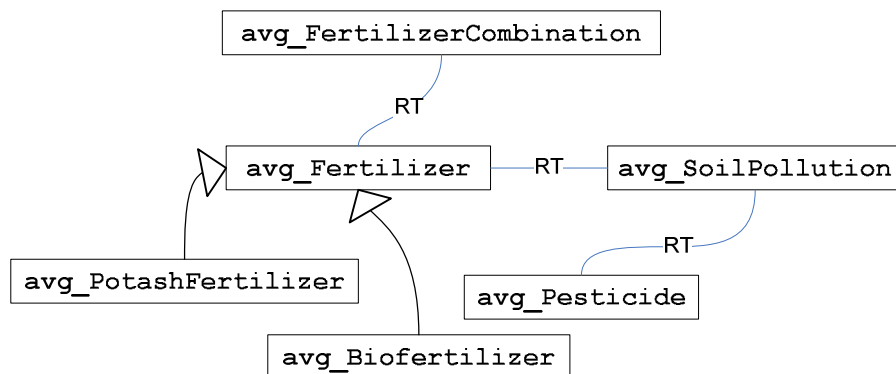 avg_FertilizerCombination
RT
avg_Fertilizer
RT
avg_SoilPollution
RT
avg_PotashFertilizer
avg_Pesticide
avg_Biofertilizer